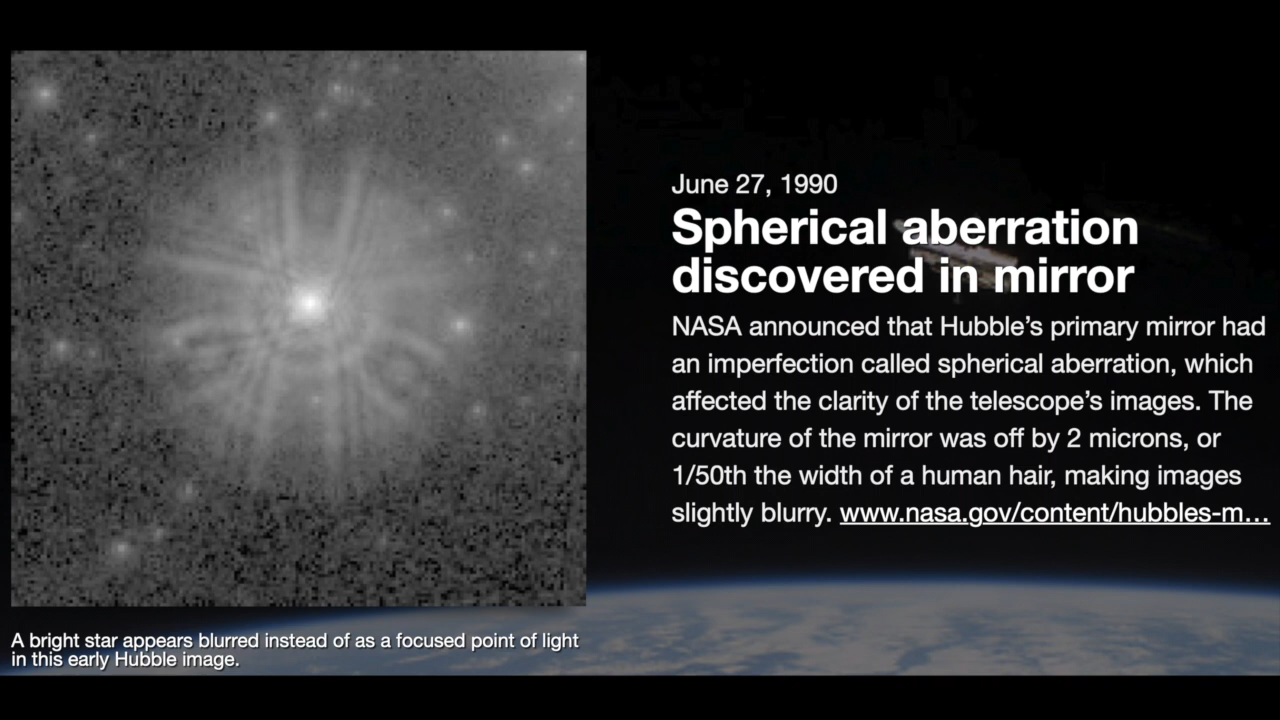 June 27, 1990
Spherical aberration
discovered in mirror
NASA announced that Hubble’s primary mirror had
an imperfection called spherical aberration, which
affected the clarity of the telescope’s images. The
curvature of the mirror was off by 2 microns, or
1/50th the width of a human hair, making images
slightly blurry. www.nasa.gov/content/hubbles-m…
A bright star appears blurred instead of as a focused point of light
in this early Hubble image.